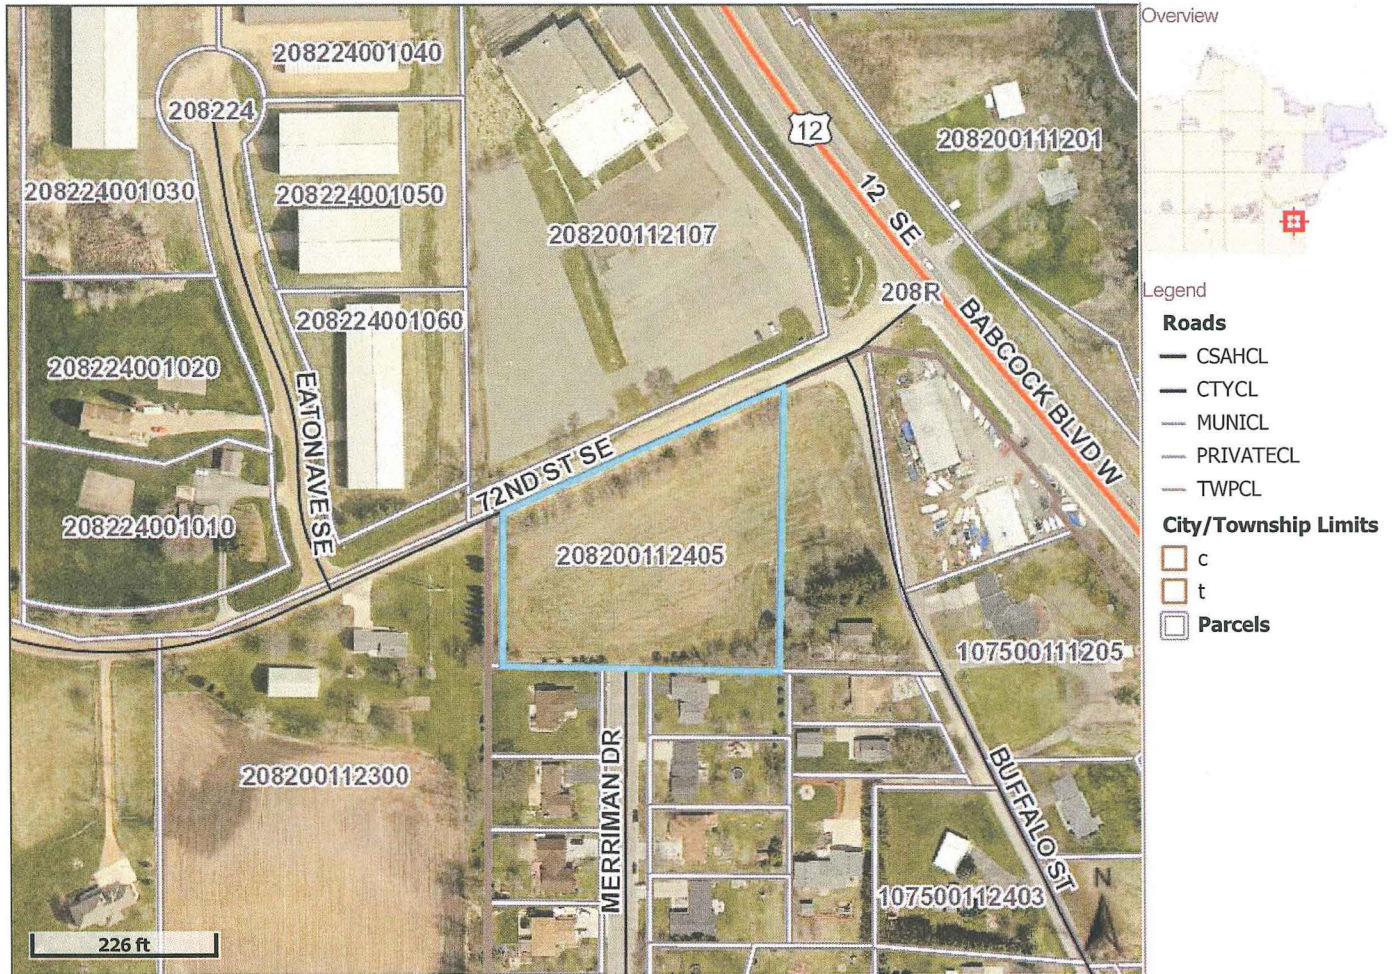 208224001040
208224
208224001030
208224001050
208200112107
12
12 SE
208200111201
208R
BABCOCK BLVD W
208224001060
208224001020
EATON AVE SE
72ND ST SE
208224001010
208200112405
107500111205
208200112300
MERRIMAN DR
BUFFALO ST
107500112403
N
226 ft
Overview
Legend
Roads
CSAHCL
CTYCL
MUNICL
PRIVATECL
TWPCL
City/Township Limits
c
t
Parcels